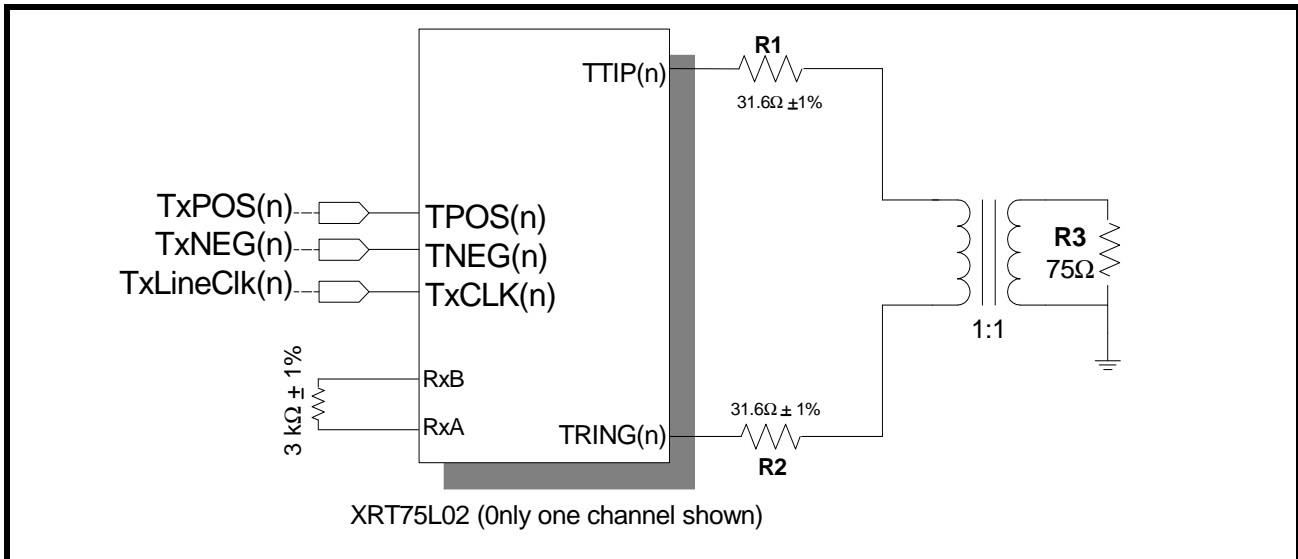 TTIP(n)
R1
31.6Ω ±1%
TxPOS(n)
TPOS(n)
TxNEG(n)
TNEG(n)
TxLineClk(n)
TxCLK(n)
R3
75Ω
1:1
3 kΩ ± 1%
RxB
RxA
31.6Ω ± 1%
TRING(n)
R2
XRT75L02 (0nly one channel shown)